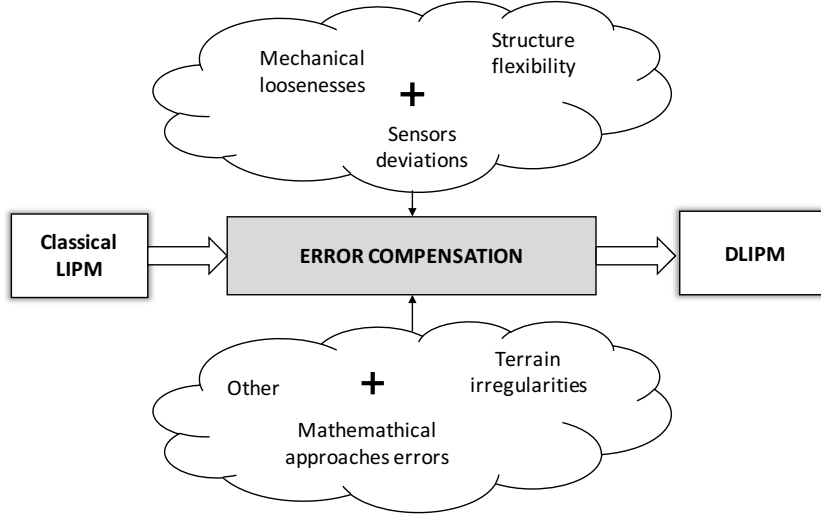 Mechanical
loosenesses
Structure
flexibility
+
Sensors
deviations
Classical
LIPM
ERROR COMPENSATION
DLIPM
Other
+
Terrain
irregularities
Mathemathical
approaches errors